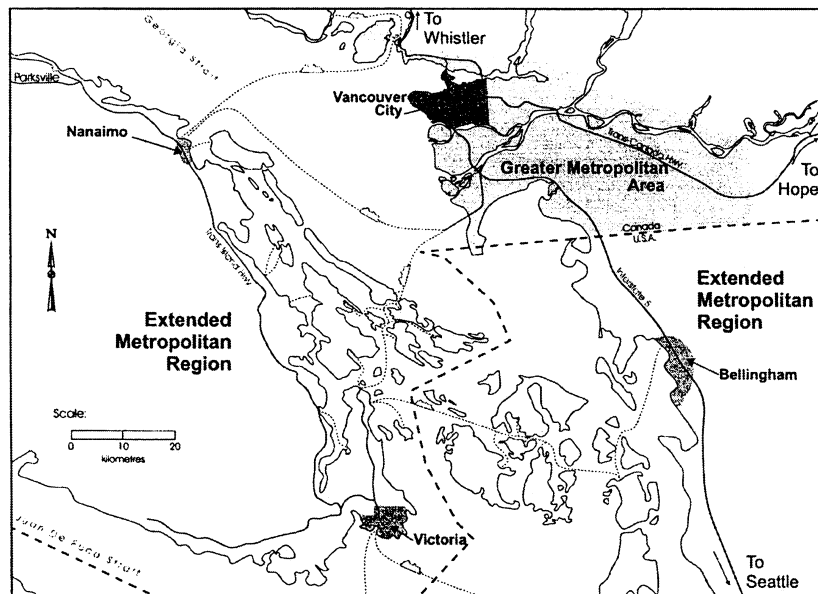 To
Whistler
Georgia Strait
Parksville
Vancouver
City
Nanaimo
Trans Canada Hwy.
Greater Metropolitan
Area
To
Hope
Canada
U.S.A.
N
Trans Island Hwy.
Interstate 5
Extended
Metropolitan
Region
Extended
Metropolitan
Region
Bellingham
Scale:
0 10 20
kilometres
Juan De Fuca Strait
Victoria
To
Seattle